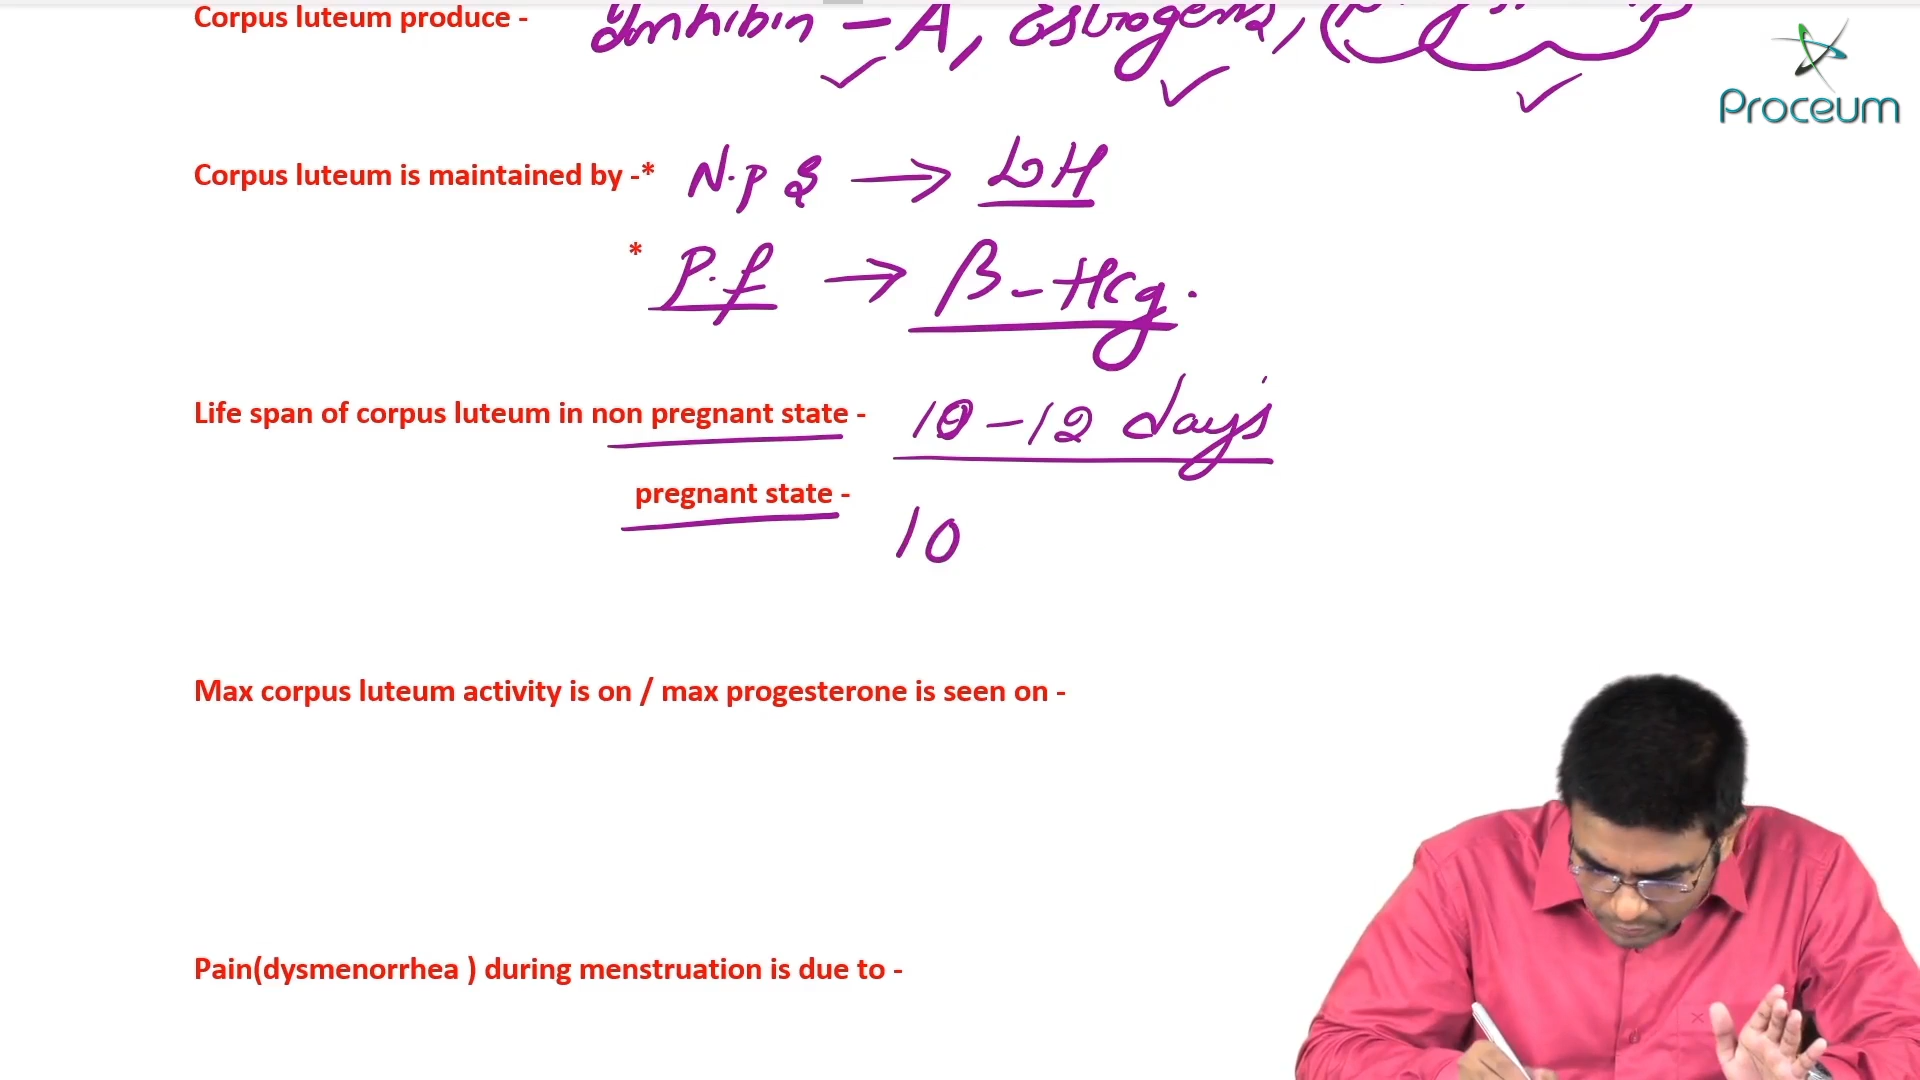 Corpus luteum produce - Inhibin - A, Estrogens,
Proceum
Corpus luteum is maintained by -* N.P → LH
* P.f → β-Hcg.
Life span of corpus luteum in non pregnant state - 10-12 days
pregnant state - 10
Max corpus luteum activity is on / max progesterone is seen on -
Pain(dysmenorrhea ) during menstruation is due to -